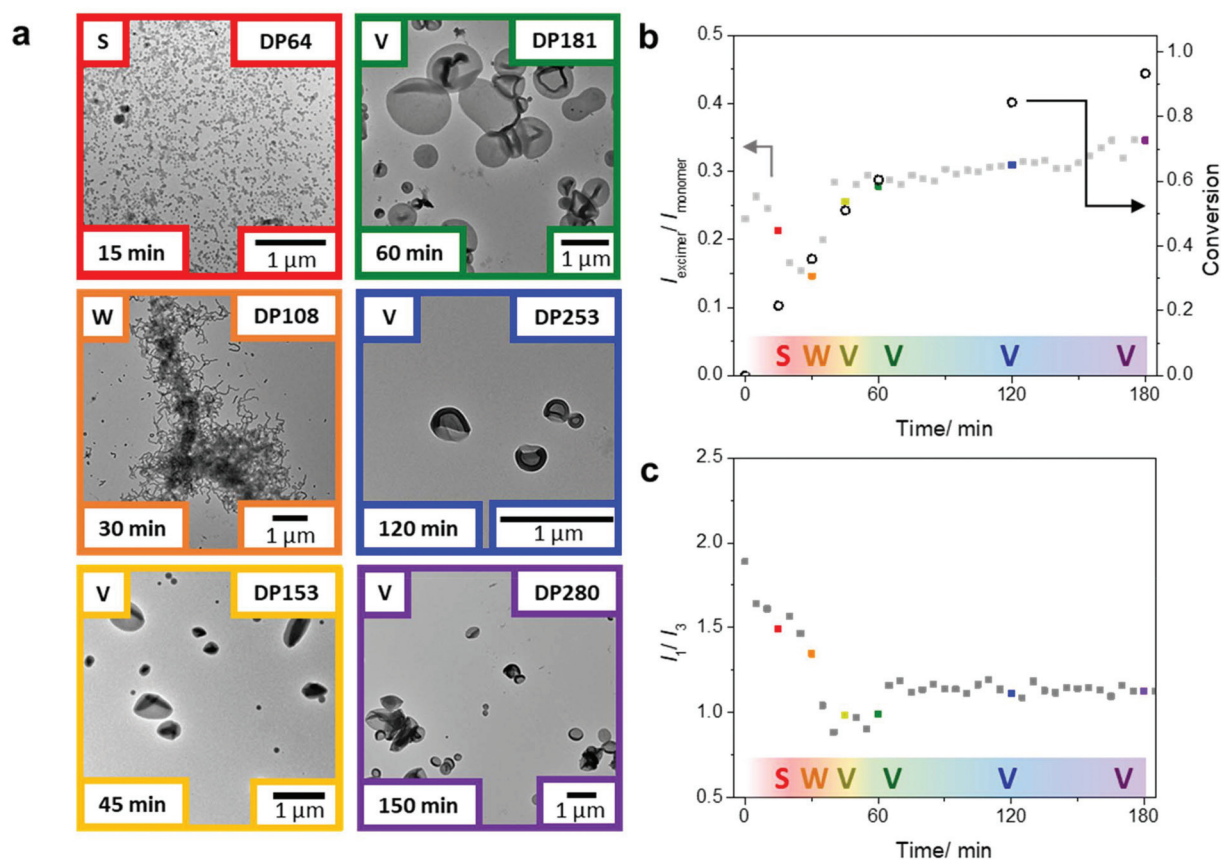 a
S
DP64
15 min
1 µm
V
DP181
60 min
1 µm
W
DP108
30 min
1 µm
V
DP253
120 min
1 µm
V
DP153
45 min
1 µm
V
DP280
150 min
1 µm
b
0.5
0.4
0.3
0.2
0.1
0.0
I excimer/ I monomer
1.0
0.8
0.6
0.4
0.2
0.0
Conversion
S W V V V V
0 60 120 180
Time/ min
c
2.5
2.0
1.5
1.0
0.5
I1/ I3
S W V V V V
0 60 120 180
Time/ min